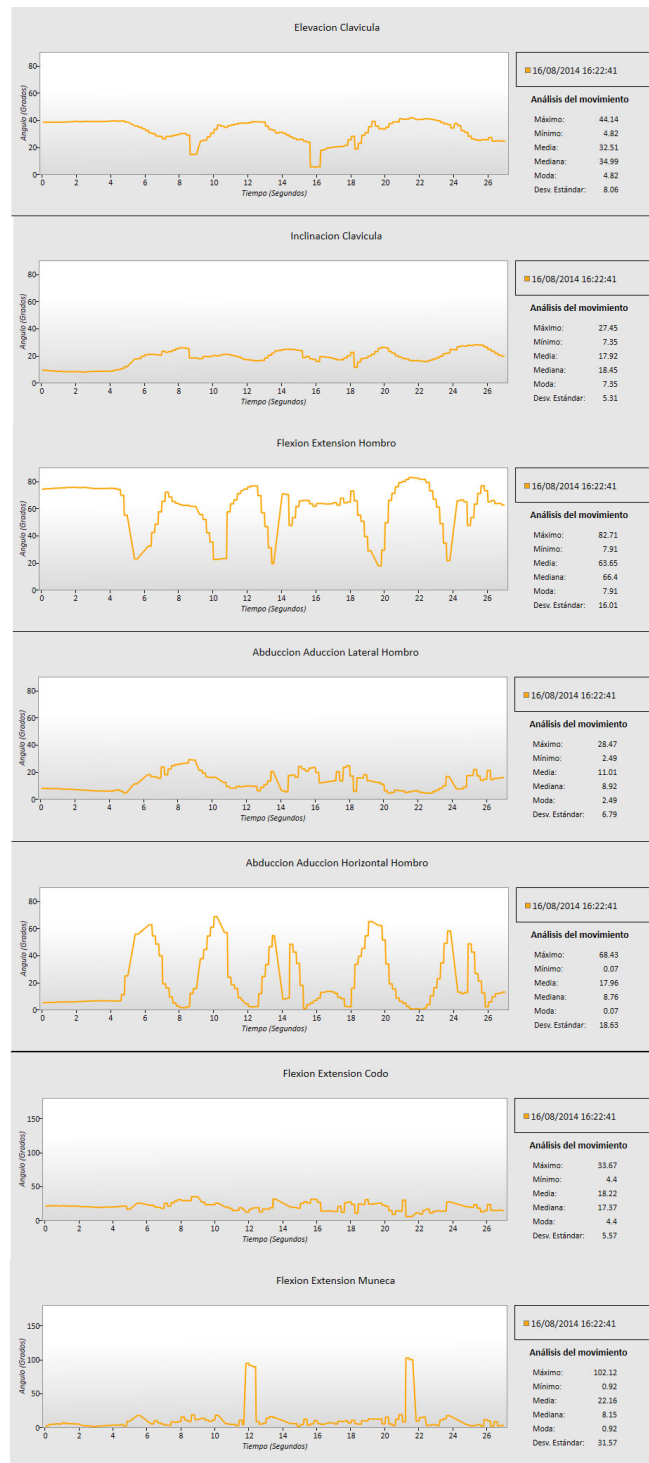 Elevacion Clavicula
Angulo (Grados)
80
60
40
20
0
0 2 4 6 8 10 12 14 16 18 20 22 24 26
Tiempo (Segundos)
16/08/2014 16:22:41
Análisis del movimiento
Máximo: 44.14
Mínimo: 4.82
Media: 32.51
Mediana: 34.99
Moda: 4.82
Desv. Estándar: 8.06
Inclinacion Clavicula
Angulo (Grados)
80
60
40
20
0
0 2 4 6 8 10 12 14 16 18 20 22 24 26
Tiempo (Segundos)
16/08/2014 16:22:41
Análisis del movimiento
Máximo: 27.45
Mínimo: 7.35
Media: 17.92
Mediana: 18.45
Moda: 7.35
Desv. Estándar: 5.31
Flexion Extension Hombro
Angulo (Grados)
80
60
40
20
0
0 2 4 6 8 10 12 14 16 18 20 22 24 26
Tiempo (Segundos)
16/08/2014 16:22:41
Análisis del movimiento
Máximo: 82.71
Mínimo: 7.91
Media: 63.65
Mediana: 66.4
Moda: 7.91
Desv. Estándar: 16.01
Abduccion Aduccion Lateral Hombro
Angulo (Grados)
80
60
40
20
0
0 2 4 6 8 10 12 14 16 18 20 22 24 26
Tiempo (Segundos)
16/08/2014 16:22:41
Análisis del movimiento
Máximo: 28.47
Mínimo: 2.49
Media: 11.01
Mediana: 8.92
Moda: 2.49
Desv. Estándar: 6.79
Abduccion Aduccion Horizontal Hombro
Angulo (Grados)
80
60
40
20
0
0 2 4 6 8 10 12 14 16 18 20 22 24 26
Tiempo (Segundos)
16/08/2014 16:22:41
Análisis del movimiento
Máximo: 68.43
Mínimo: 0.07
Media: 17.96
Mediana: 8.76
Moda: 0.07
Desv. Estándar: 18.63
Flexion Extension Codo
Angulo (Grados)
150
100
50
0
0 2 4 6 8 10 12 14 16 18 20 22 24 26
Tiempo (Segundos)
16/08/2014 16:22:41
Análisis del movimiento
Máximo: 33.67
Mínimo: 4.4
Media: 18.22
Mediana: 17.37
Moda: 4.4
Desv. Estándar: 5.57
Flexion Extension Muneca
Angulo (Grados)
150
100
50
0
0 2 4 6 8 10 12 14 16 18 20 22 24 26
Tiempo (Segundos)
16/08/2014 16:22:41
Análisis del movimiento
Máximo: 102.12
Mínimo: 0.92
Media: 22.16
Mediana: 8.15
Moda: 0.92
Desv. Estándar: 31.57